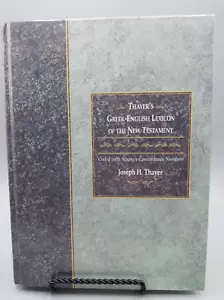 THAYER'S
GREEK-ENGLISH LEXICON
OF THE NEW TESTAMENT
Coded with Strong's Concordance Numbers
Joseph H. Thayer